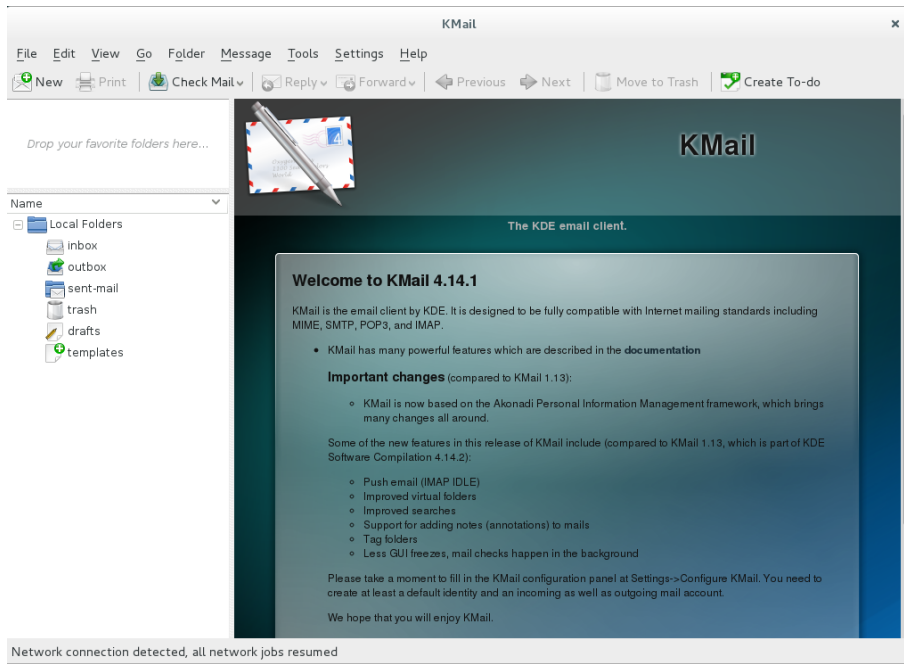 KMail
File Edit View Go Folder Message Tools Settings Help
New Print Check Mail Reply Forward Previous Next Move to Trash Create To-do
Drop your favorite folders here...
Name
Local Folders
inbox
outbox
sent-mail
trash
drafts
templates
KMail
The KDE email client.
Welcome to KMail 4.14.1
KMail is the email client by KDE. It is designed to be fully compatible with Internet mailing standards including
MIME, SMTP, POP3, and IMAP.
• KMail has many powerful features which are described in the documentation
Important changes (compared to KMail 1.13):
◦ KMail is now based on the Akonadi Personal Information Management framework, which brings
many changes all around.
Some of the new features in this release of KMail include (compared to KMail 1.13, which is part of KDE
Software Compilation 4.14.2):
◦ Push email (IMAP IDLE)
◦ Improved virtual folders
◦ Improved searches
◦ Support for adding notes (annotations) to mails
◦ Tag folders
◦ Less GUI freezes, mail checks happen in the background
Please take a moment to fill in the KMail configuration panel at Settings->Configure KMail. You need to
create at least a default identity and an incoming as well as outgoing mail account.
We hope that you will enjoy KMail.
Network connection detected, all network jobs resumed